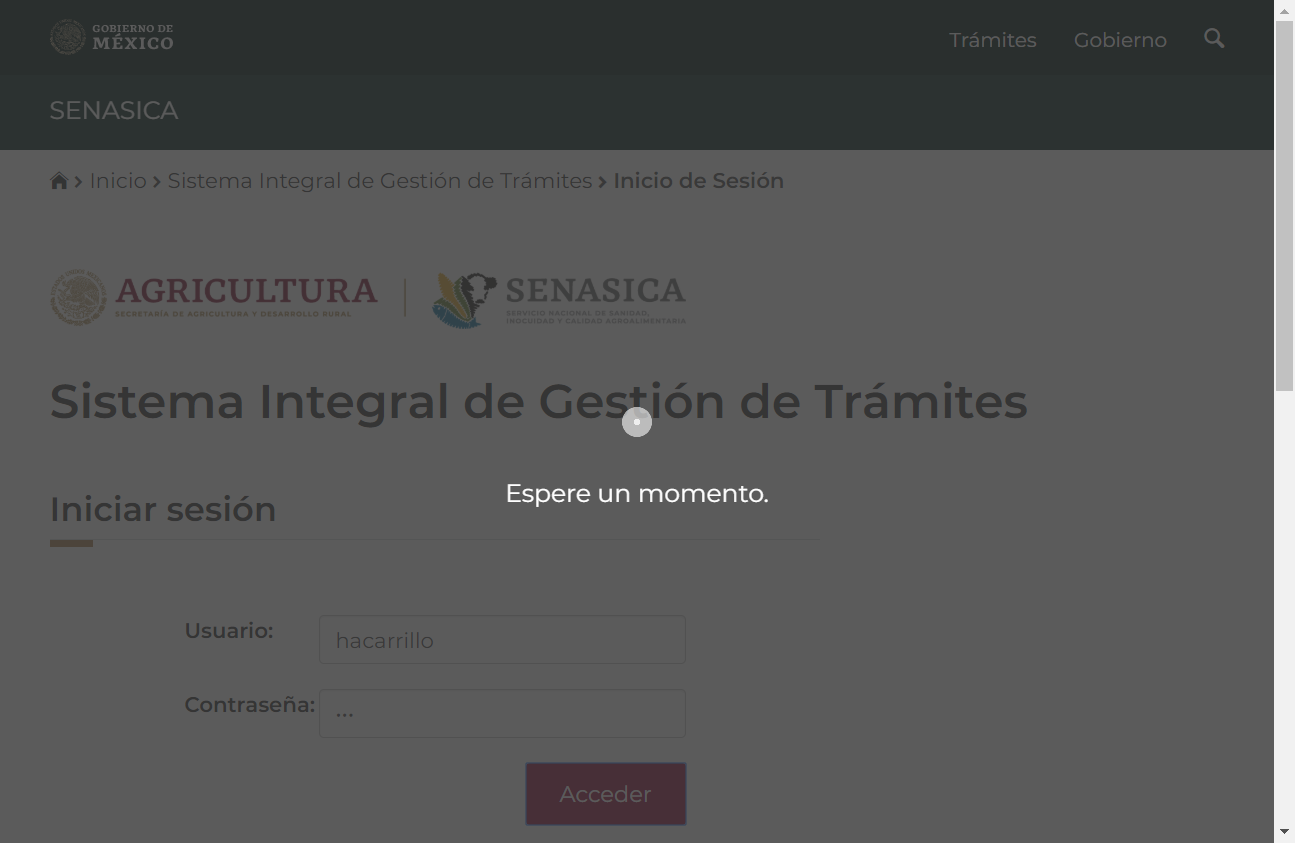 GOBIERNO DE
MÉXICO
Trámites
Gobierno
SENASICA
Inicio > Sistema Integral de Gestión de Trámites > Inicio de Sesión
AGRICULTURA
SECRETARÍA DE AGRICULTURA Y DESARROLLO RURAL
SENASICA
SERVICIO NACIONAL DE SANIDAD,
INOCUIDAD Y CALIDAD AGROALIMENTARIA
Sistema Integral de Gestión de Trámites
Espere un momento.
Iniciar sesión
Usuario:
hacarrillo
Contraseña:
•••
Acceder